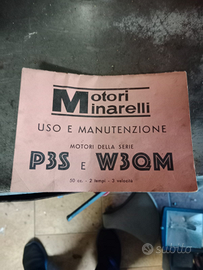 Motori
Minarelli
USO E MANUTENZIONE
MOTORI DELLA SERIE
P3S E W3QM
50 cc. - 2 tempi - 3 velocità
subito